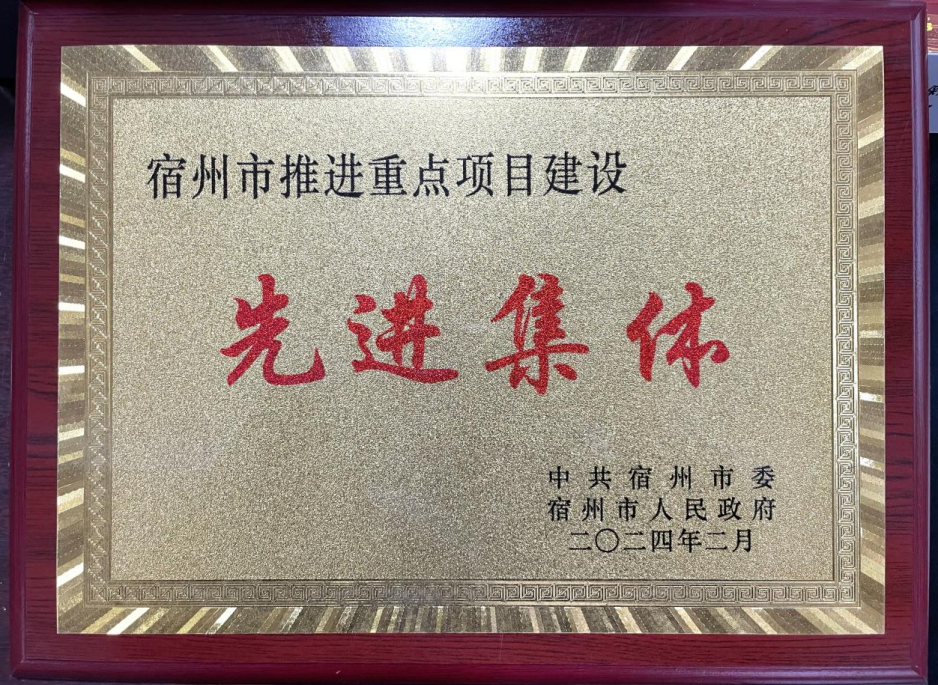 宿州市推进重点项目建设
先进集体
中共宿州市委
宿州市人民政府
二〇二四年二月